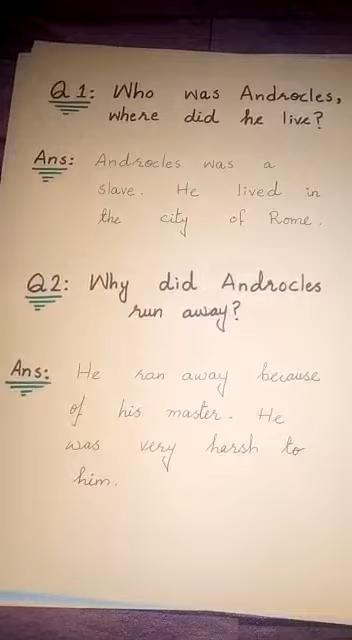 Q1: Who was Androcles,
where did he live?
Ans: Androcles was a
slave. He lived in
the city of Rome.
Q2: Why did Androcles
run away?
Ans: He ran away because
of his master. He
was very harsh to
him.